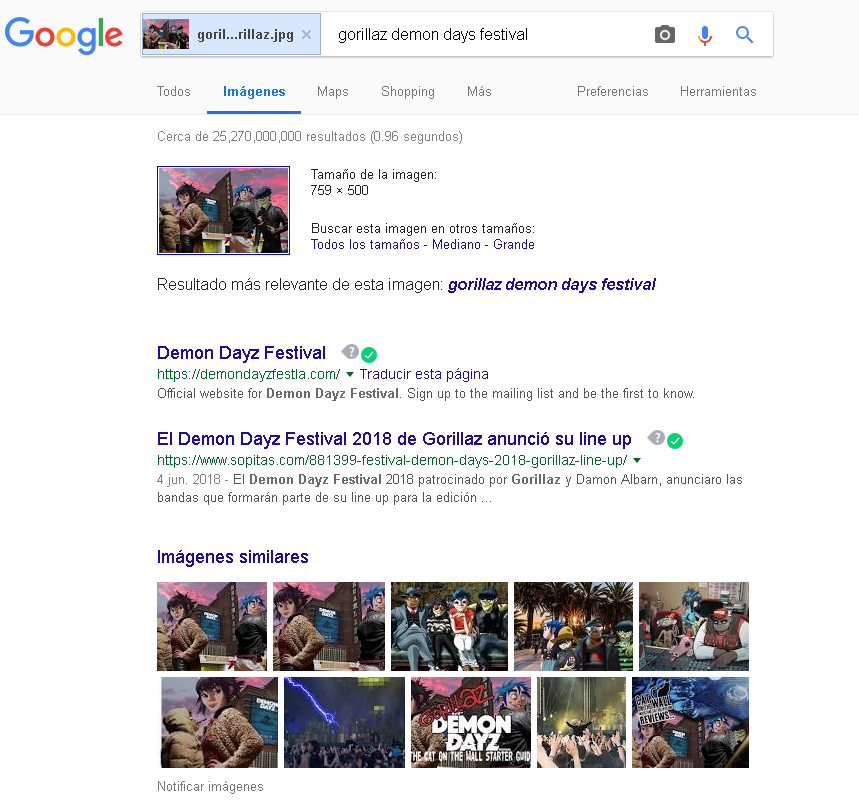 Google
goril...rillaz.jpg ×
gorillaz demon days festival
Todos Imágenes Maps Shopping Más Preferencias Herramientas
Cerca de 25,270,000,000 resultados (0.96 segundos)
Tamaño de la imagen:
759 × 500
Buscar esta imagen en otros tamaños:
Todos los tamaños - Mediano - Grande
Resultado más relevante de esta imagen: gorillaz demon days festival
Demon Dayz Festival
https://demondayzfestla.com/ Traducir esta página
Official website for Demon Dayz Festival. Sign up to the mailing list and be the first to know.
El Demon Dayz Festival 2018 de Gorillaz anunció su line up
https://www.sopitas.com/881399-festival-demon-days-2018-gorillaz-line-up/
4 jun. 2018 - El Demon Dayz Festival 2018 patrocinado por Gorillaz y Damon Albarn, anunciaro las
bandas que formarán parte de su line up para la edición ...
Imágenes similares
DEMON
DAYZ
GORILLAZ
DEMON
DAYZ
THE CAT ON THE WALL STARTER GUID
CAT
WALL
REVIEWS...
Notificar imágenes